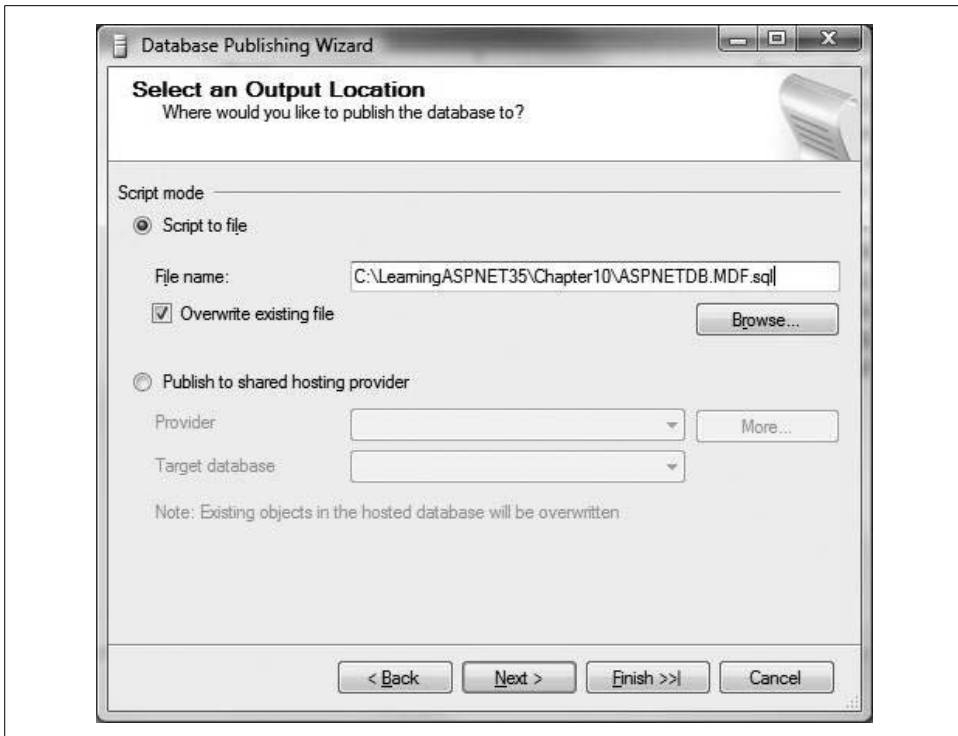 Database Publishing Wizard
Select an Output Location
Where would you like to publish the database to?
Script mode
Script to file
File name:
C:\LearningASPNET35\Chapter10\ASPNETDB.MDF.sql
Overwrite existing file
Browse...
Publish to shared hosting provider
Provider
More...
Target database
Note: Existing objects in the hosted database will be overwritten
< Back
Next >
Finish >>|
Cancel